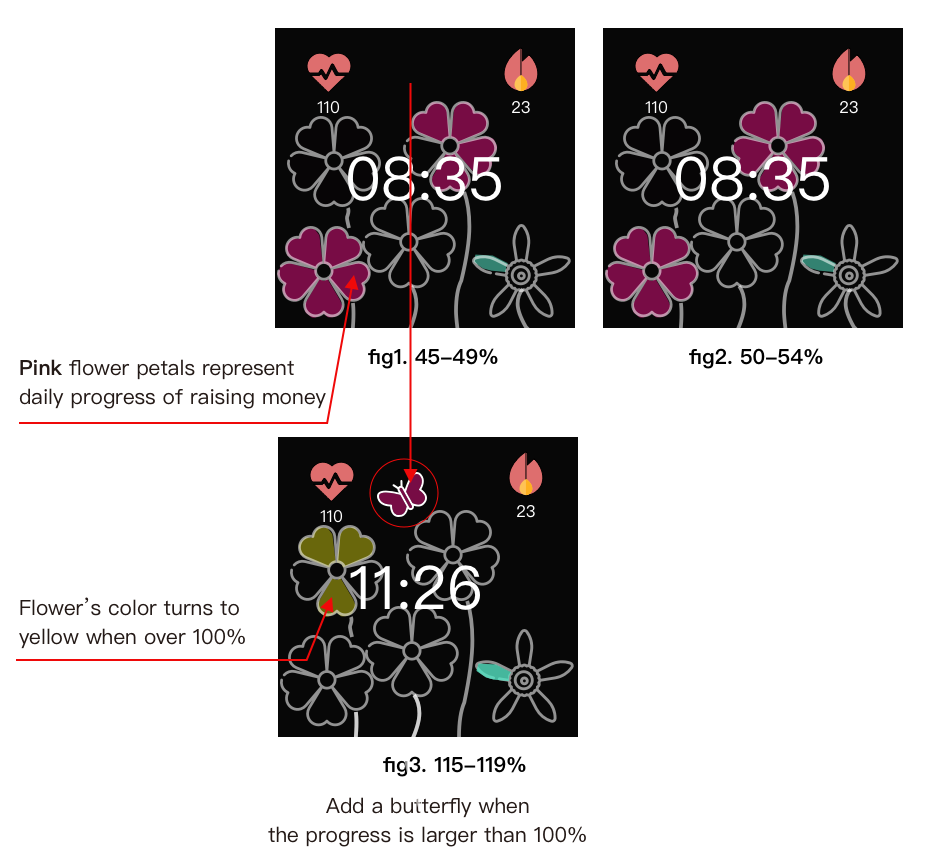 110
23
08:35
110
23
08:35
fig1. 45–49%
fig2. 50–54%
Pink flower petals represent
daily progress of raising money
110
23
11:26
Flower’s color turns to
yellow when over 100%
fig3. 115–119%
Add a butterfly when
the progress is larger than 100%